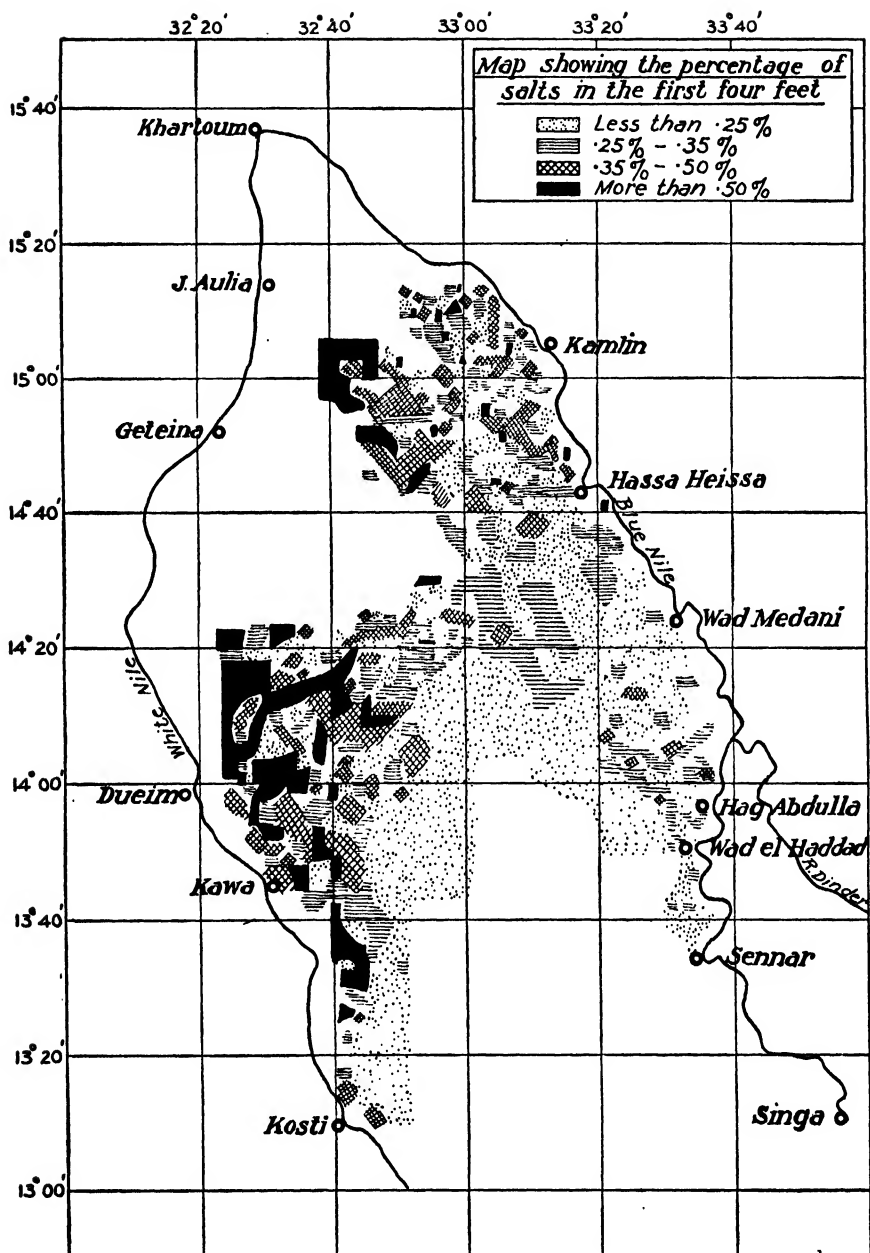 32°20'
32°40'
33°00'
33°20'
33°40'
Map showing the percentage of
salts in the first four feet
Less than ·25%
·25% - ·35%
·35% - ·50%
More than ·50%
15°40'
Khartoum
15°20'
J. Aulia
Kamlin
15°00'
Geteina
Hassa Heissa
14°40'
Blue Nile
Wad Medani
14°20'
White Nile
14°00'
Dueim
Hag Abdulla
Wad el Haddad
R. Dinder
Kawa
13°40'
Sennar
13°20'
Kosti
Singa
13°00'